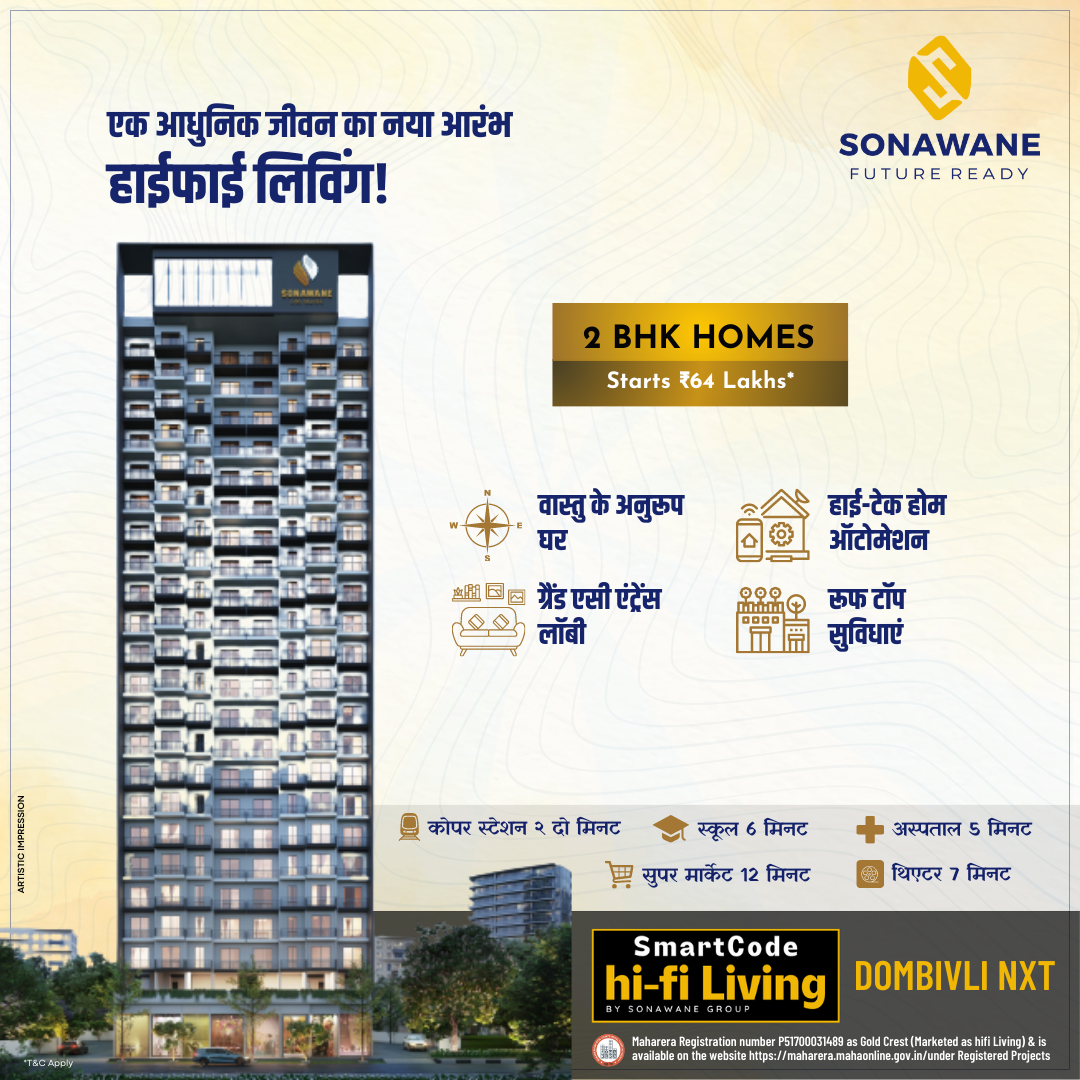 एक आधुनिक जीवन का नया आरंभ
हाईफाई लिविंग!
SONAWANE
FUTURE READY
SONAWANE
2 BHK HOMES
Starts ₹64 Lakhs*
N
W E
S
वास्तु के अनुरूप
घर
हाई-टेक होम
ऑटोमेशन
ग्रैंड एसी एंट्रेंस
लॉबी
रूफ टॉप
सुविधाएं
कोपर स्टेशन २ दो मिनट
स्कूल 6 मिनट
अस्पताल 5 मिनट
सुपर मार्केट 12 मिनट
थिएटर 7 मिनट
ARTISTIC IMPRESSION
SmartCode
hi-fi Living
BY SONAWANE GROUP
DOMBIVLI NXT
Maharera Registration number P51700031489 as Gold Crest (Marketed as hifi Living) & is
available on the website https://maharera.mahaonline.gov.in/under Registered Projects
*T&C Apply